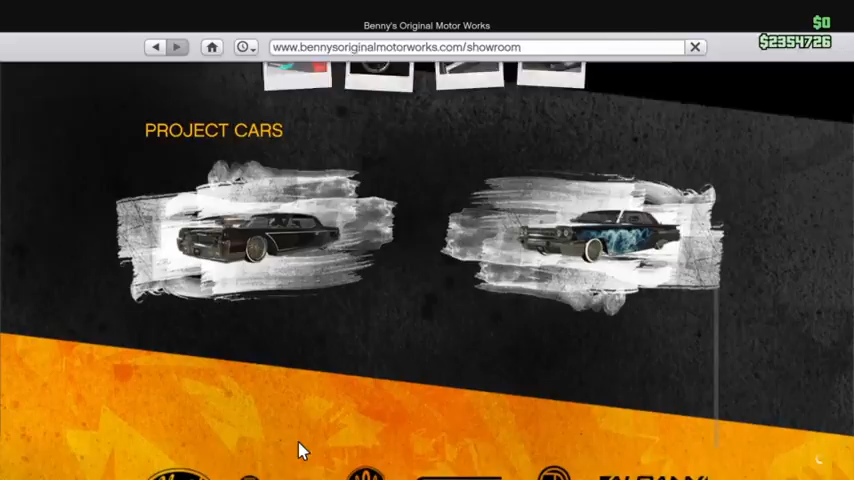 Benny's Original Motor Works
$0
www.bennysoriginalmotorworks.com/showroom
$2354726
PROJECT CARS